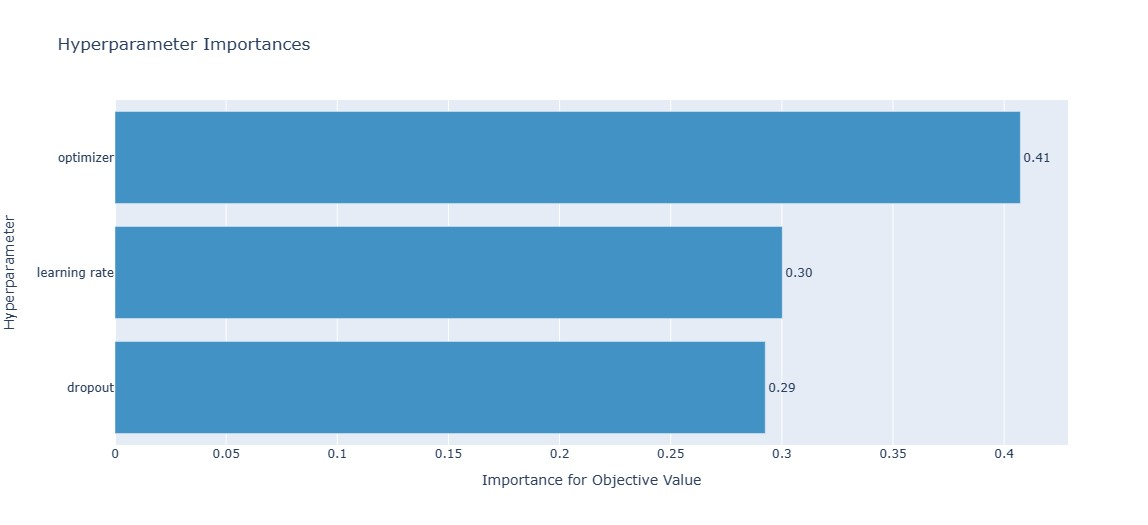 Hyperparameter Importances
Hyperparameter
optimizer
0.41
learning rate
0.30
dropout
0.29
0 0.05 0.1 0.15 0.2 0.25 0.3 0.35 0.4
Importance for Objective Value